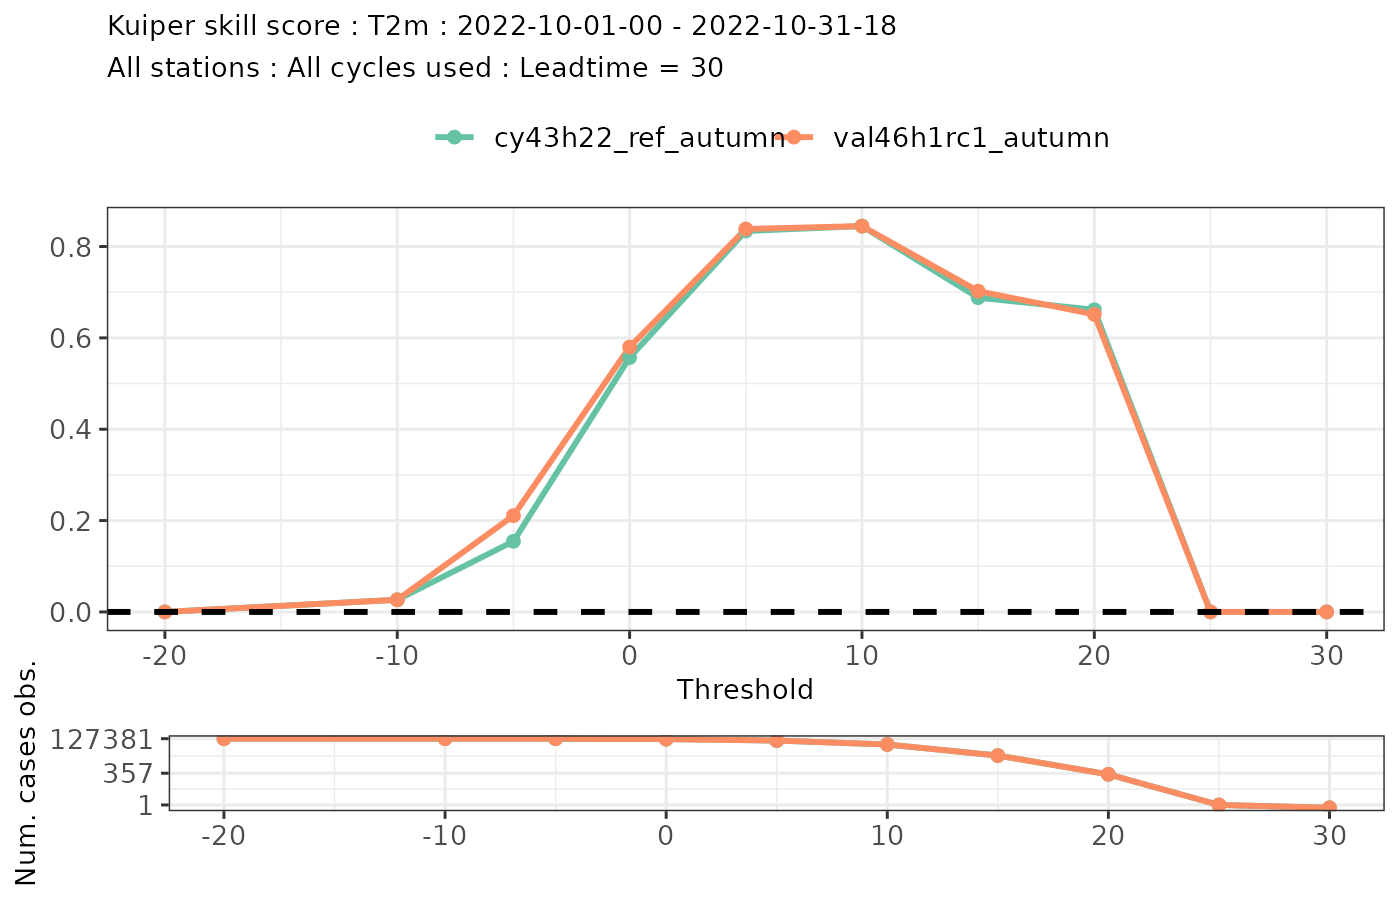 Kuiper skill score : T2m : 2022-10-01-00 - 2022-10-31-18
All stations : All cycles used : Leadtime = 30
cy43h22_ref_autumn val46h1rc1_autumn
0.8
0.6
0.4
0.2
0.0
-20 -10 0 10 20 30
Threshold
Num. cases obs.
127381
357
1
-20 -10 0 10 20 30